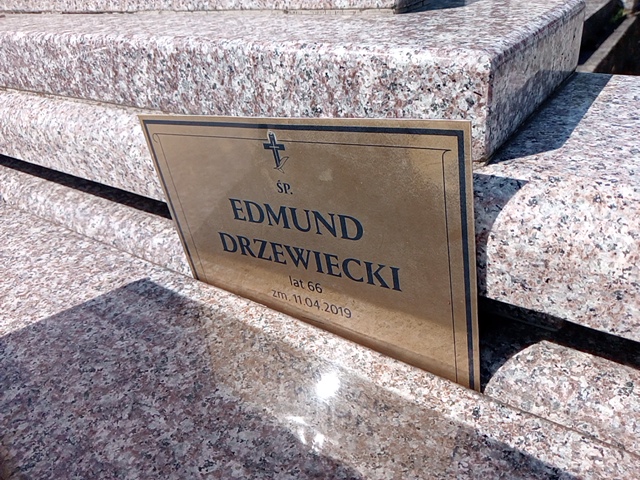 ŚP.
EDMUND
DRZEWIECKI
lat 66
zm. 11.04.2019